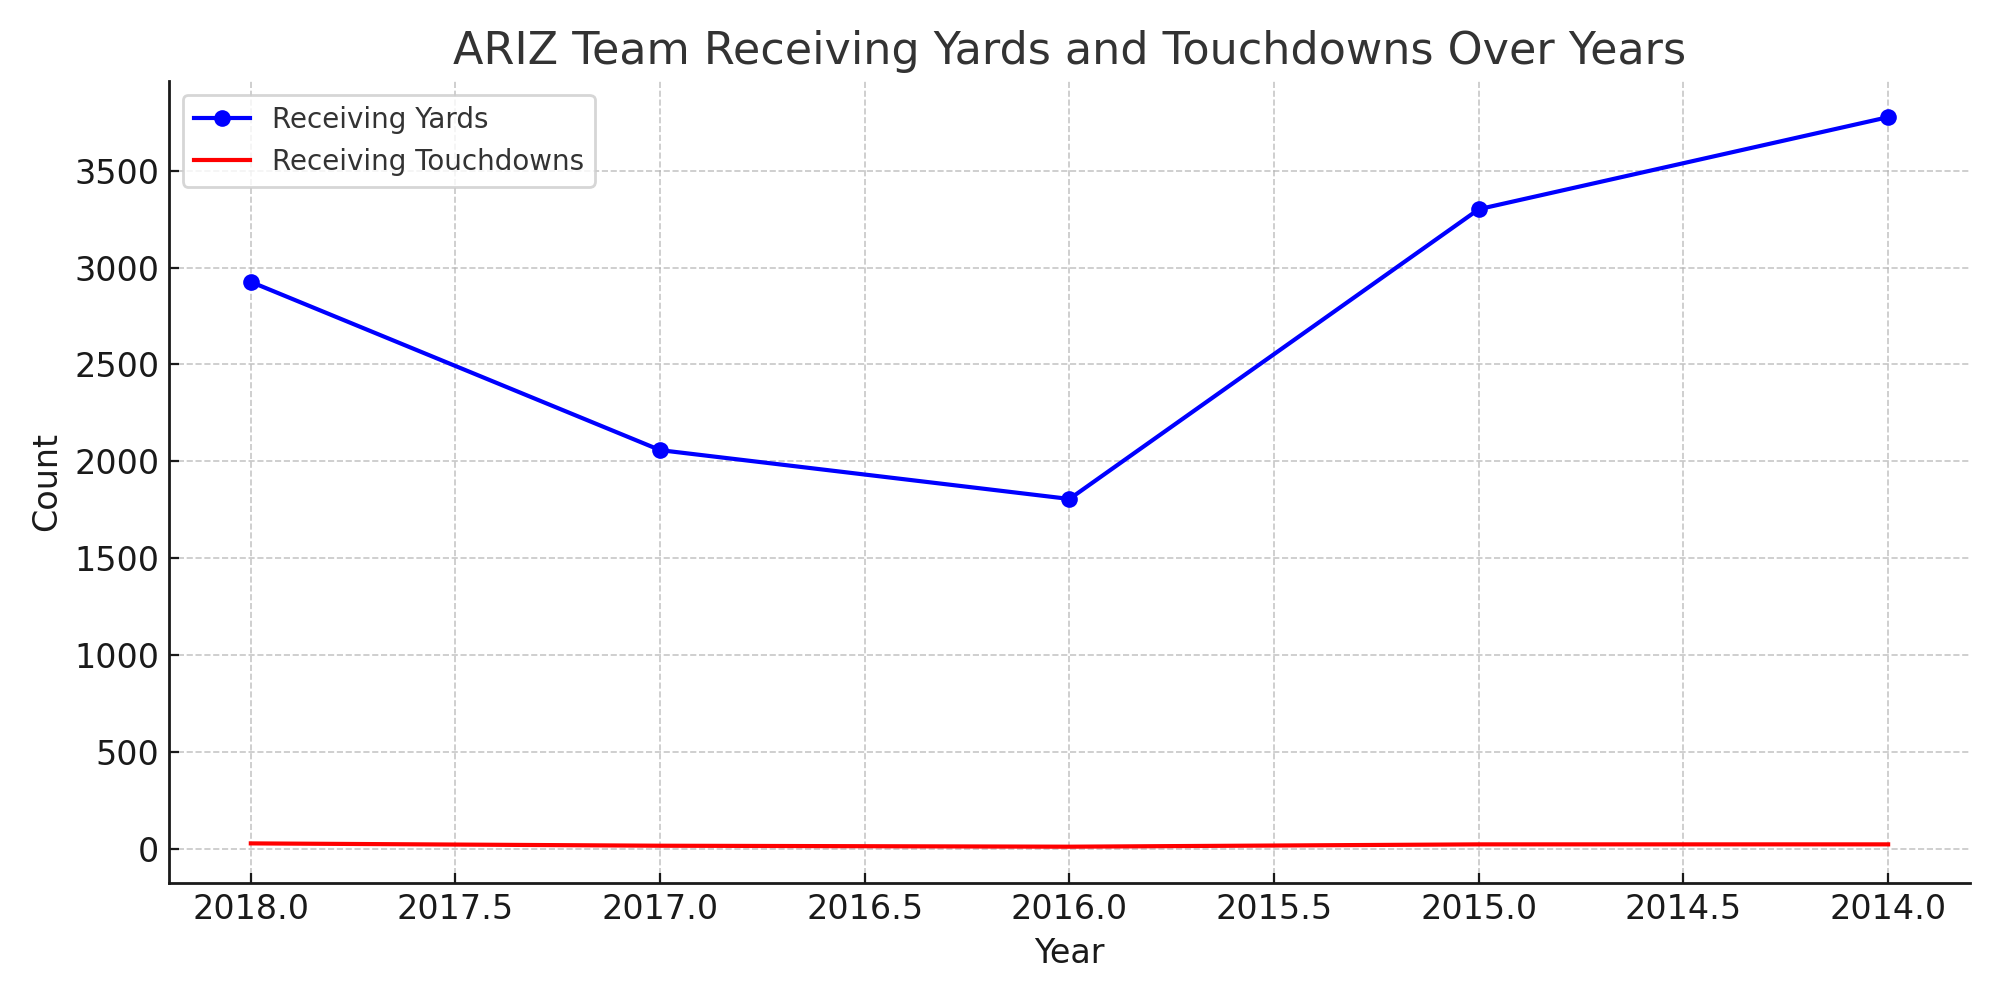 ARIZ Team Receiving Yards and Touchdowns Over Years
Receiving Yards
Receiving Touchdowns
3500
3000
2500
2000
1500
1000
500
0
Count
2018.0 2017.5 2017.0 2016.5 2016.0 2015.5 2015.0 2014.5 2014.0
Year